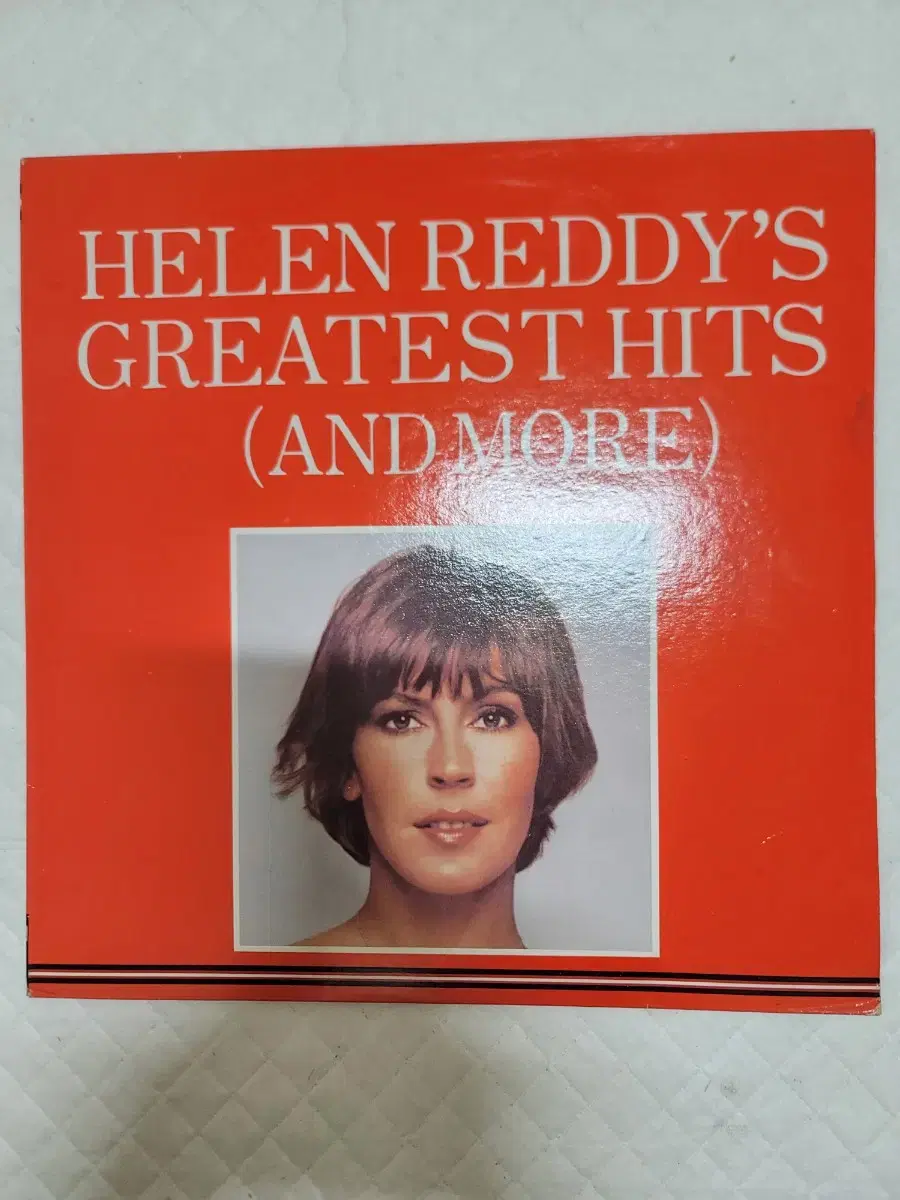 HELEN REDDY'S
GREATEST HITS
(AND MORE)